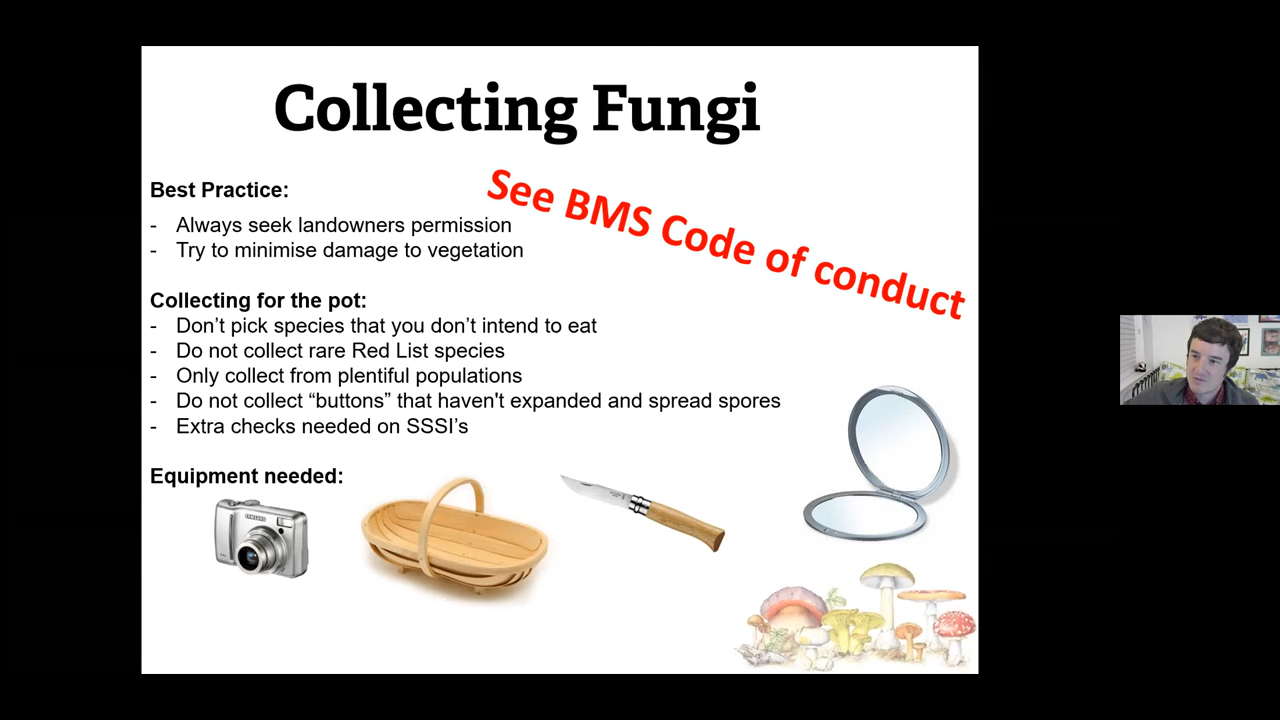 Collecting Fungi
See BMS Code of conduct
Best Practice:
- Always seek landowners permission
- Try to minimise damage to vegetation
Collecting for the pot:
- Don’t pick species that you don’t intend to eat
- Do not collect rare Red List species
- Only collect from plentiful populations
- Do not collect “buttons” that haven't expanded and spread spores
- Extra checks needed on SSSI’s
Equipment needed:
SAMSUNG